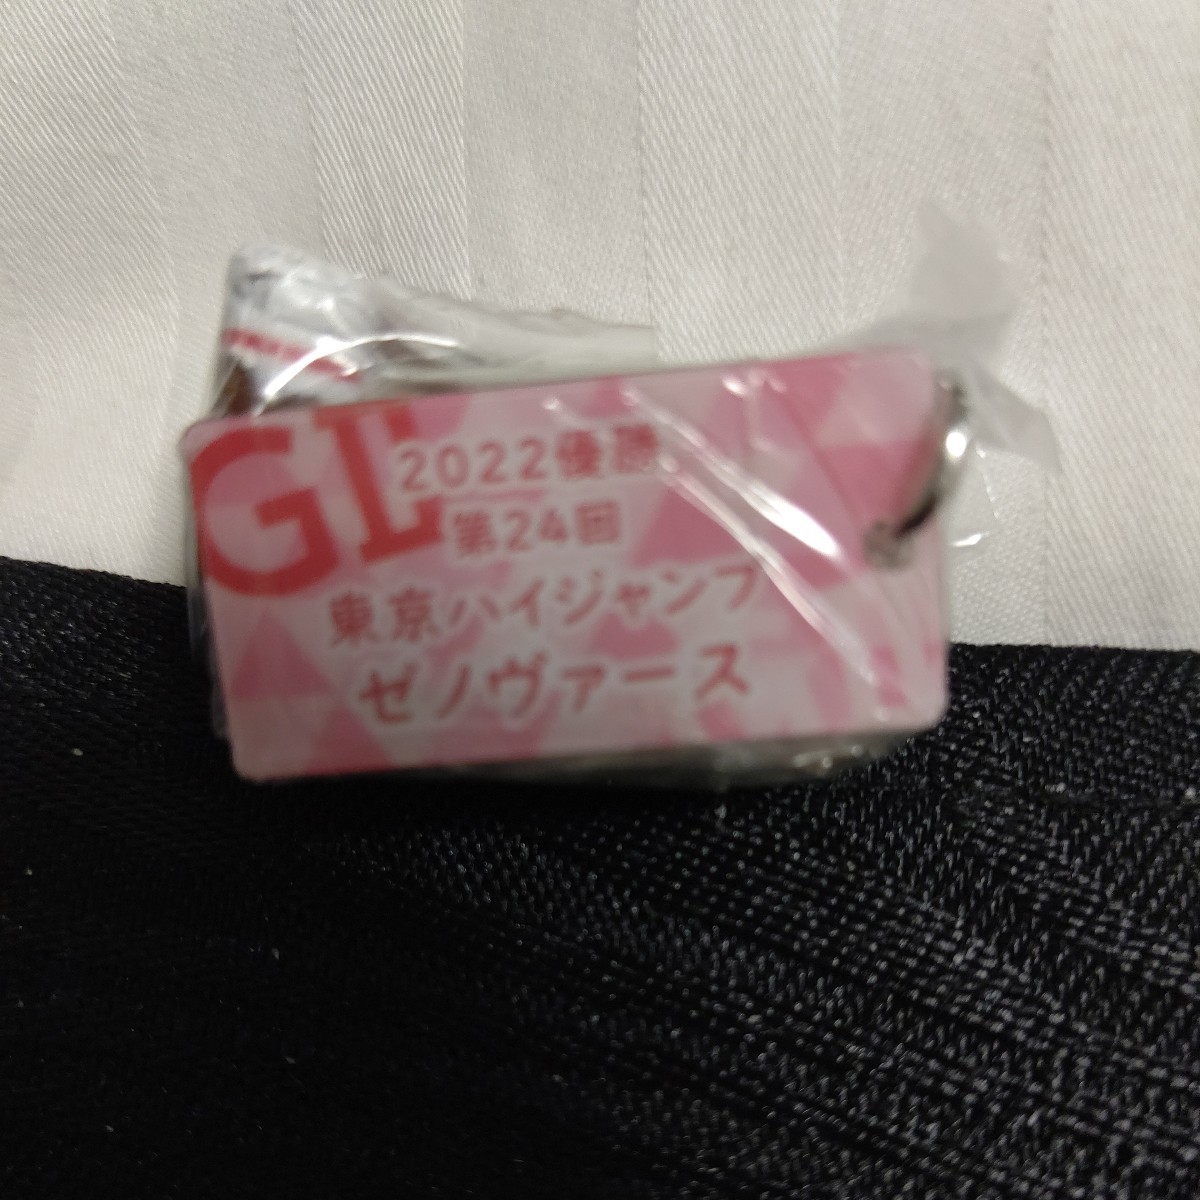 GI
2022優勝
第24回
東京ハイジャンプ
ゼノヴァース